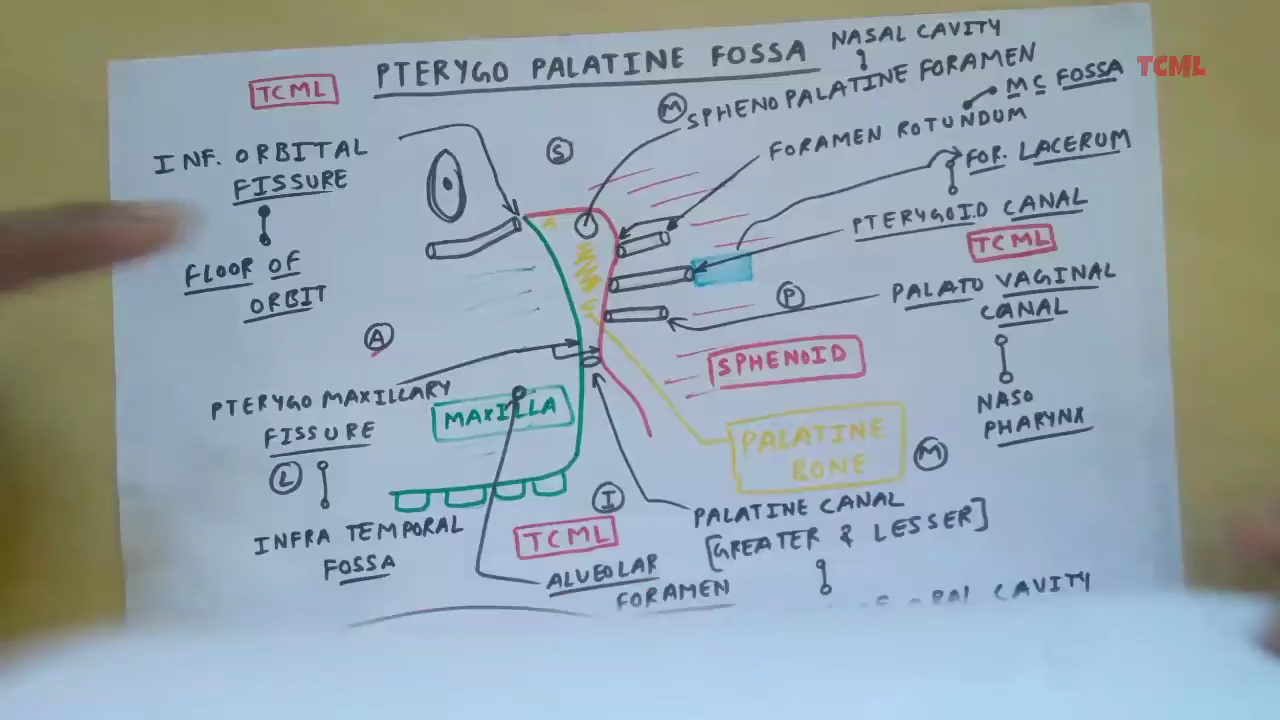 PTERYGO PALATINE FOSSA
TCML
NASAL CAVITY
M SPHENO PALATINE FORAMEN
MC FOSSA
TCML
FORAMEN ROTUNDUM
FOR. LACERUM
PTERYGOID CANAL
TCML
PALATO VAGINAL
CANAL
NASO
PHARYNX
INF. ORBITAL
FISSURE
FLOOR OF
ORBIT
S
P
A
SPHENOID
PTERYGO MAXILLARY
FISSURE
L
INFRA TEMPORAL
FOSSA
MAXILLA
PALATINE
BONE
M
I
TCML
PALATINE CANAL
[GREATER & LESSER]
ALVEOLAR
FORAMEN
CAVITY